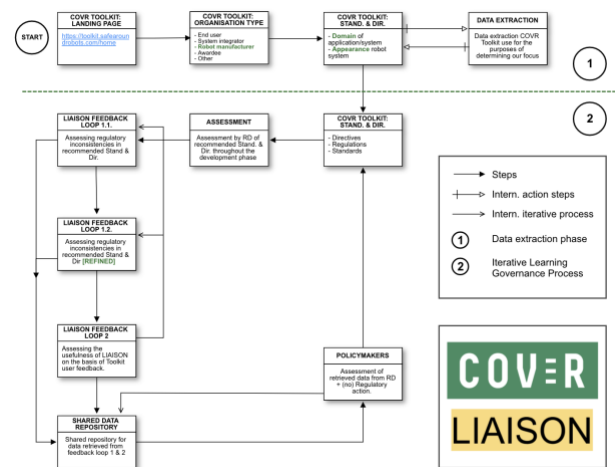 START
COVR TOOLKIT:
LANDING PAGE
https://toolkit.safearoun
drobots.com/home
COVR TOOLKIT:
ORGANISATION TYPE
- End user
- System integrator
- Robot manufacturer
- Awardee
- Other
COVR TOOLKIT:
STAND. & DIR.
- Domain of
application/system
- Appearance robot
system
DATA EXTRACTION
Data extraction COVR
Toolkit use for the
purposes of
determining our focus
1
2
LIAISON FEEDBACK
LOOP 1.1.
Assessing regulatory
inconsistencies in
recommended Stand &
Dir.
ASSESSMENT
Assessment by RD of
recommended Stand. &
Dir. throughout the
development phase
COVR TOOLKIT:
STAND. & DIR.
- Directives
- Regulations
- Standards
LIAISON FEEDBACK
LOOP 1.2.
Assessing regulatory
inconsistencies in
recommended Stand &
Dir [REFINED]
LIAISON FEEDBACK
LOOP 2
Assessing the
usefulness of LIAISON
on the basis of Toolkit
user feedback.
SHARED DATA
REPOSITORY
Shared repository for
data retrieved from
feedback loop 1 & 2
POLICYMAKERS
Assessment of
retrieved data from RD
+ (no) Regulatory
action.
Steps
Intern. action steps
Intern. iterative process
1 Data extraction phase
2 Iterative Learning
Governance Process
COVER
LIAISON